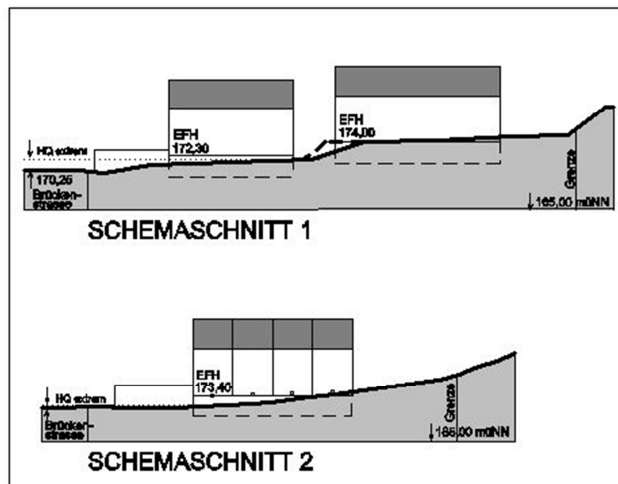 EFH
172,30
EFH
174,00
HQ extrem
170,25
Brücken-
strasse
Grenze
165,00 müNN
SCHEMASCHNITT 1
EFH
173,40
HQ extrem
Brücken-
strasse
Grenze
165,00 müNN
SCHEMASCHNITT 2